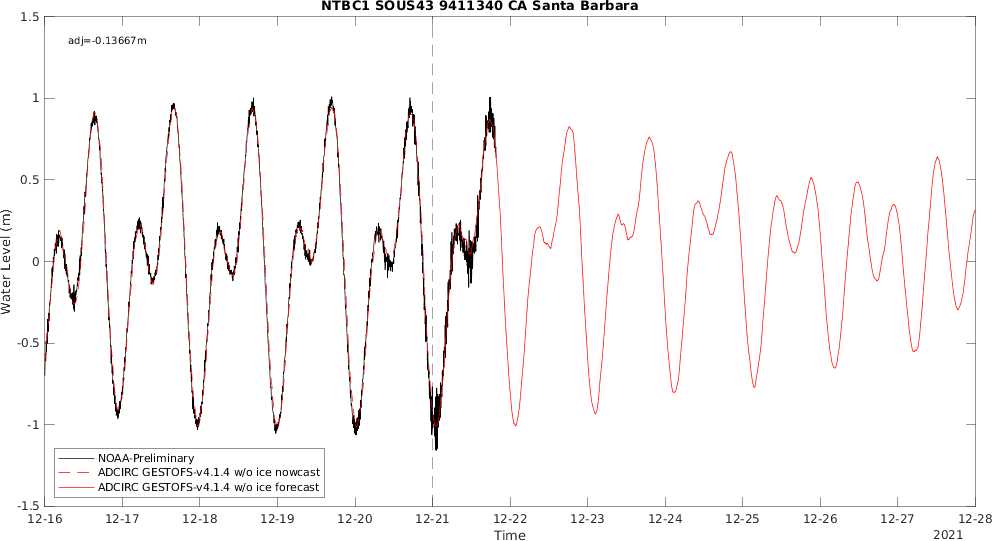 NTBC1 SOUS43 9411340 CA Santa Barbara
adj=-0.13667m
1.5
1
0.5
0
-0.5
-1
-1.5
Water Level (m)
NOAA-Preliminary
ADCIRC GESTOFS-v4.1.4 w/o ice nowcast
ADCIRC GESTOFS-v4.1.4 w/o ice forecast
12-16 12-17 12-18 12-19 12-20 12-21 12-22 12-23 12-24 12-25 12-26 12-27 12-28
Time
2021